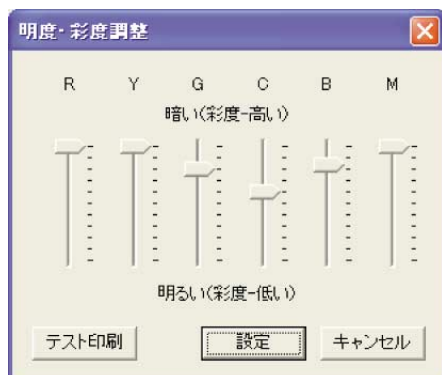 明度・彩度調整
R Y G C B M
暗い(彩度-高い)
明るい(彩度-低い)
テスト印刷 設定 キャンセル